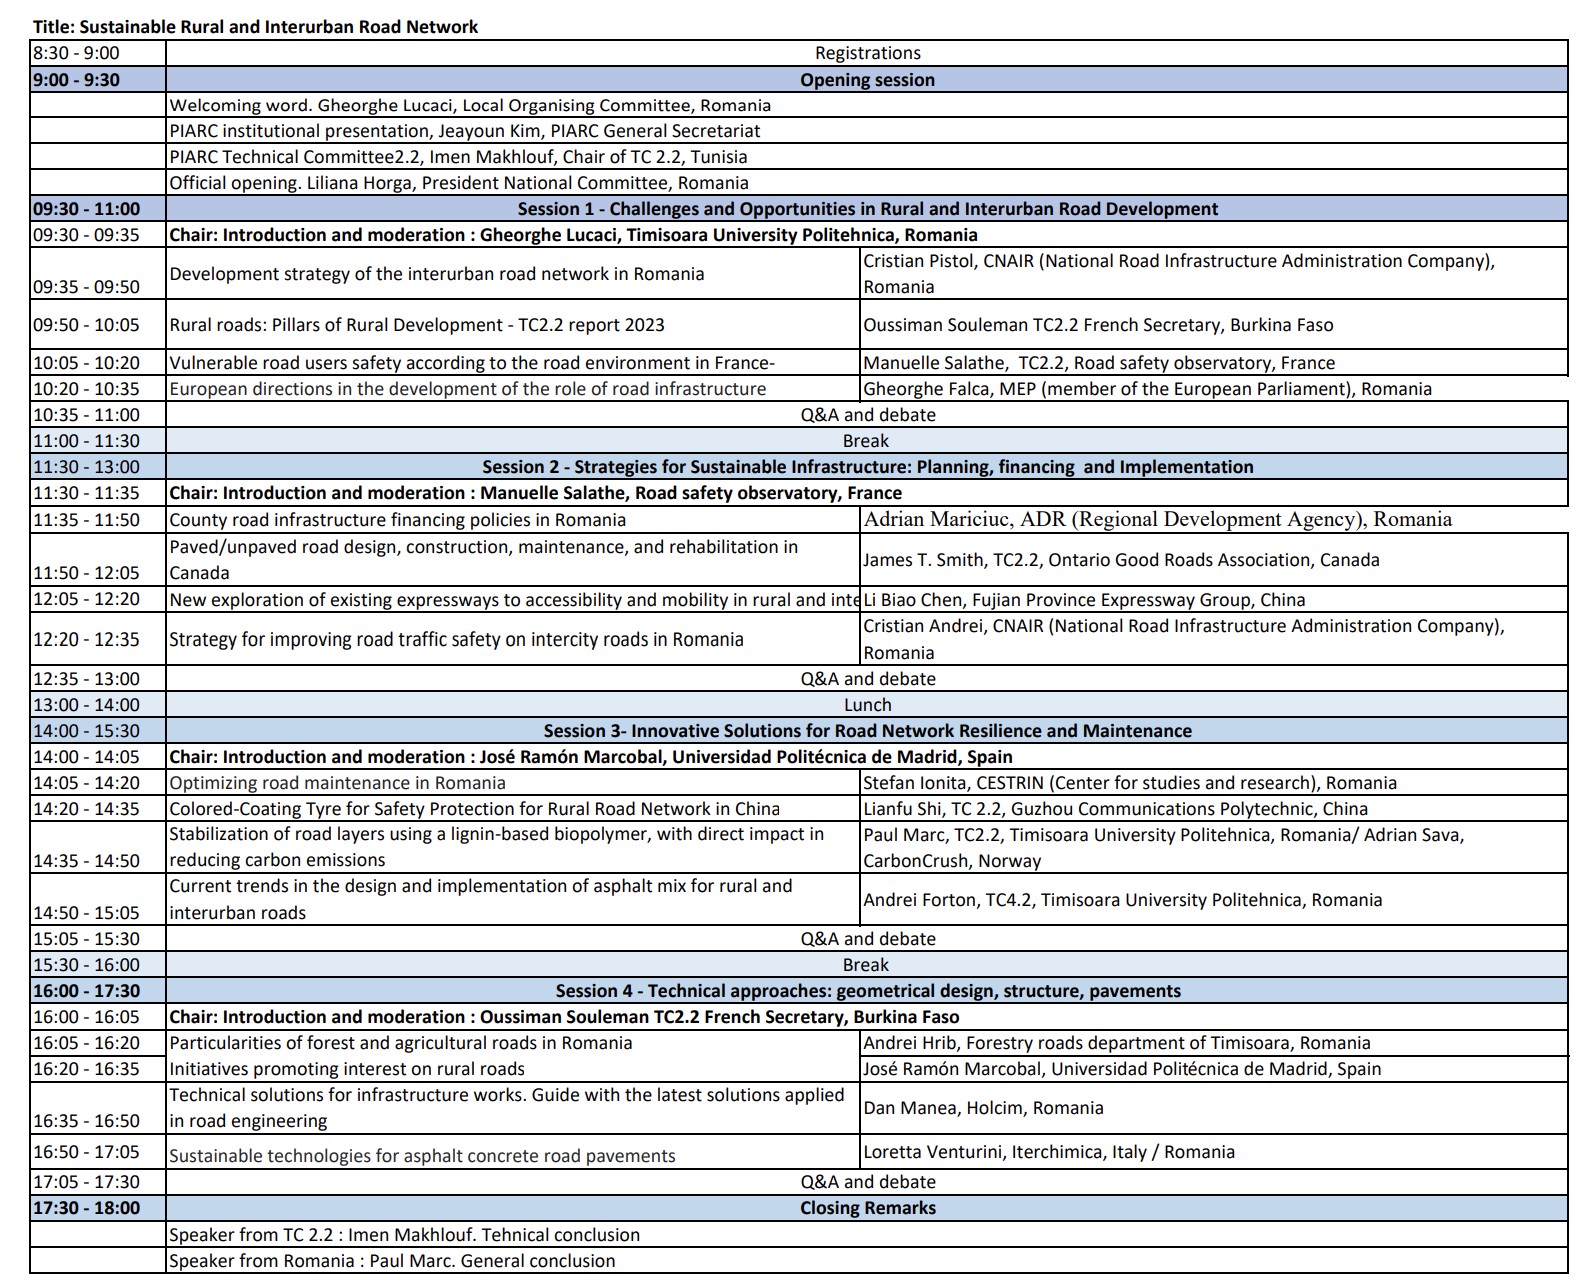 Title: Sustainable Rural and Interurban Road Network
8:30 - 9:00 Registrations
9:00 - 9:30 Opening session
Welcoming word. Gheorghe Lucaci, Local Organising Committee, Romania
PIARC institutional presentation, Jeayoun Kim, PIARC General Secretariat
PIARC Technical Committee2.2, Imen Makhlouf, Chair of TC 2.2, Tunisia
Official opening. Liliana Horga, President National Committee, Romania
09:30 - 11:00 Session 1 - Challenges and Opportunities in Rural and Interurban Road Development
09:30 - 09:35 Chair: Introduction and moderation : Gheorghe Lucaci, Timisoara University Politehnica, Romania
09:35 - 09:50 Development strategy of the interurban road network in Romania Cristian Pistol, CNAIR (National Road Infrastructure Administration Company),
Romania
09:50 - 10:05 Rural roads: Pillars of Rural Development - TC2.2 report 2023 Oussiman Souleman TC2.2 French Secretary, Burkina Faso
10:05 - 10:20 Vulnerable road users safety according to the road environment in France- Manuelle Salathe,  TC2.2, Road safety observatory, France
10:20 - 10:35 European directions in the development of the role of road infrastructure Gheorghe Falca, MEP (member of the European Parliament), Romania
10:35 - 11:00 Q&A and debate
11:00 - 11:30 Break
11:30 - 13:00 Session 2 - Strategies for Sustainable Infrastructure: Planning, financing  and Implementation
11:30 - 11:35 Chair: Introduction and moderation : Manuelle Salathe, Road safety observatory, France
11:35 - 11:50 County road infrastructure financing policies in Romania Adrian Mariciuc, ADR (Regional Development Agency), Romania
11:50 - 12:05 Paved/unpaved road design, construction, maintenance, and rehabilitation in
Canada James T. Smith, TC2.2, Ontario Good Roads Association, Canada
12:05 - 12:20 New exploration of existing expressways to accessibility and mobility in rural and inte Li Biao Chen, Fujian Province Expressway Group, China
12:20 - 12:35 Strategy for improving road traffic safety on intercity roads in Romania Cristian Andrei, CNAIR (National Road Infrastructure Administration Company),
Romania
12:35 - 13:00 Q&A and debate
13:00 - 14:00 Lunch
14:00 - 15:30 Session 3- Innovative Solutions for Road Network Resilience and Maintenance
14:00 - 14:05 Chair: Introduction and moderation : José Ramón Marcobal, Universidad Politécnica de Madrid, Spain
14:05 - 14:20 Optimizing road maintenance in Romania Stefan Ionita, CESTRIN (Center for studies and research), Romania
14:20 - 14:35 Colored-Coating Tyre for Safety Protection for Rural Road Network in China Lianfu Shi, TC 2.2, Guzhou Communications Polytechnic, China
14:35 - 14:50 Stabilization of road layers using a lignin-based biopolymer, with direct impact in
reducing carbon emissions Paul Marc, TC2.2, Timisoara University Politehnica, Romania/ Adrian Sava,
CarbonCrush, Norway
14:50 - 15:05 Current trends in the design and implementation of asphalt mix for rural and
interurban roads Andrei Forton, TC4.2, Timisoara University Politehnica, Romania
15:05 - 15:30 Q&A and debate
15:30 - 16:00 Break
16:00 - 17:30 Session 4 - Technical approaches: geometrical design, structure, pavements
16:00 - 16:05 Chair: Introduction and moderation : Oussiman Souleman TC2.2 French Secretary, Burkina Faso
16:05 - 16:20 Particularities of forest and agricultural roads in Romania Andrei Hrib, Forestry roads department of Timisoara, Romania
16:20 - 16:35 Initiatives promoting interest on rural roads José Ramón Marcobal, Universidad Politécnica de Madrid, Spain
16:35 - 16:50 Technical solutions for infrastructure works. Guide with the latest solutions applied
in road engineering Dan Manea, Holcim, Romania
16:50 - 17:05 Sustainable technologies for asphalt concrete road pavements Loretta Venturini, Iterchimica, Italy / Romania
17:05 - 17:30 Q&A and debate
17:30 - 18:00 Closing Remarks
Speaker from TC 2.2 : Imen Makhlouf. Tehnical conclusion
Speaker from Romania : Paul Marc. General conclusion